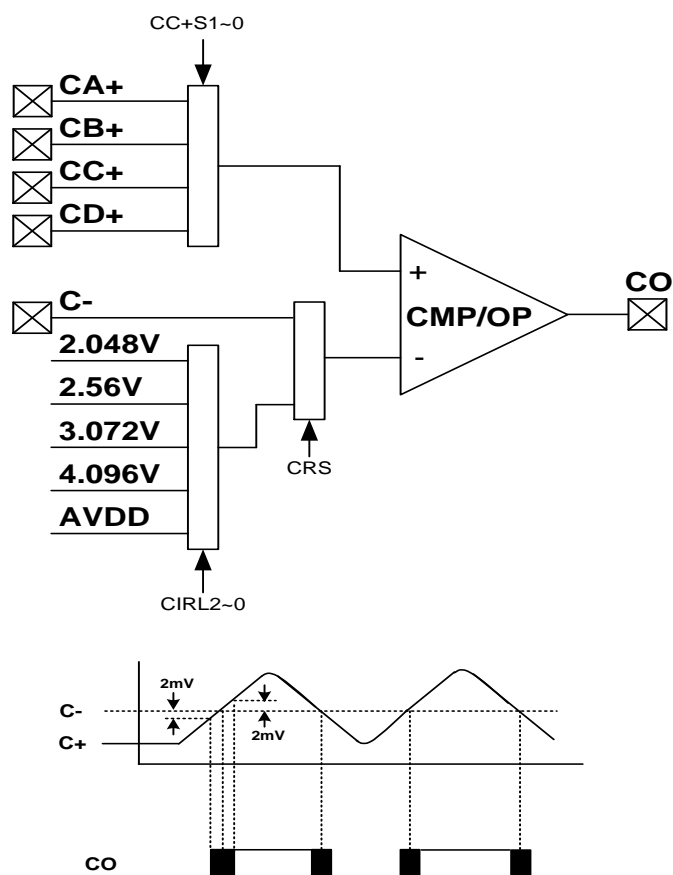 CC+S1~0
CA+
CB+
CC+
CD+
C-
2.048V
2.56V
3.072V
4.096V
AVDD
+
CMP/OP
-
CO
CRS
CIRL2~0
2mV
C-
2mV
C+
CO